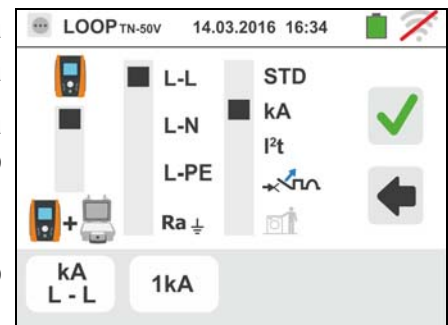 LOOP TN-50V 14.03.2016 16:34
L-L
L-N
L-PE
Ra
STD
kA
I²t
kA
L - L
1kA